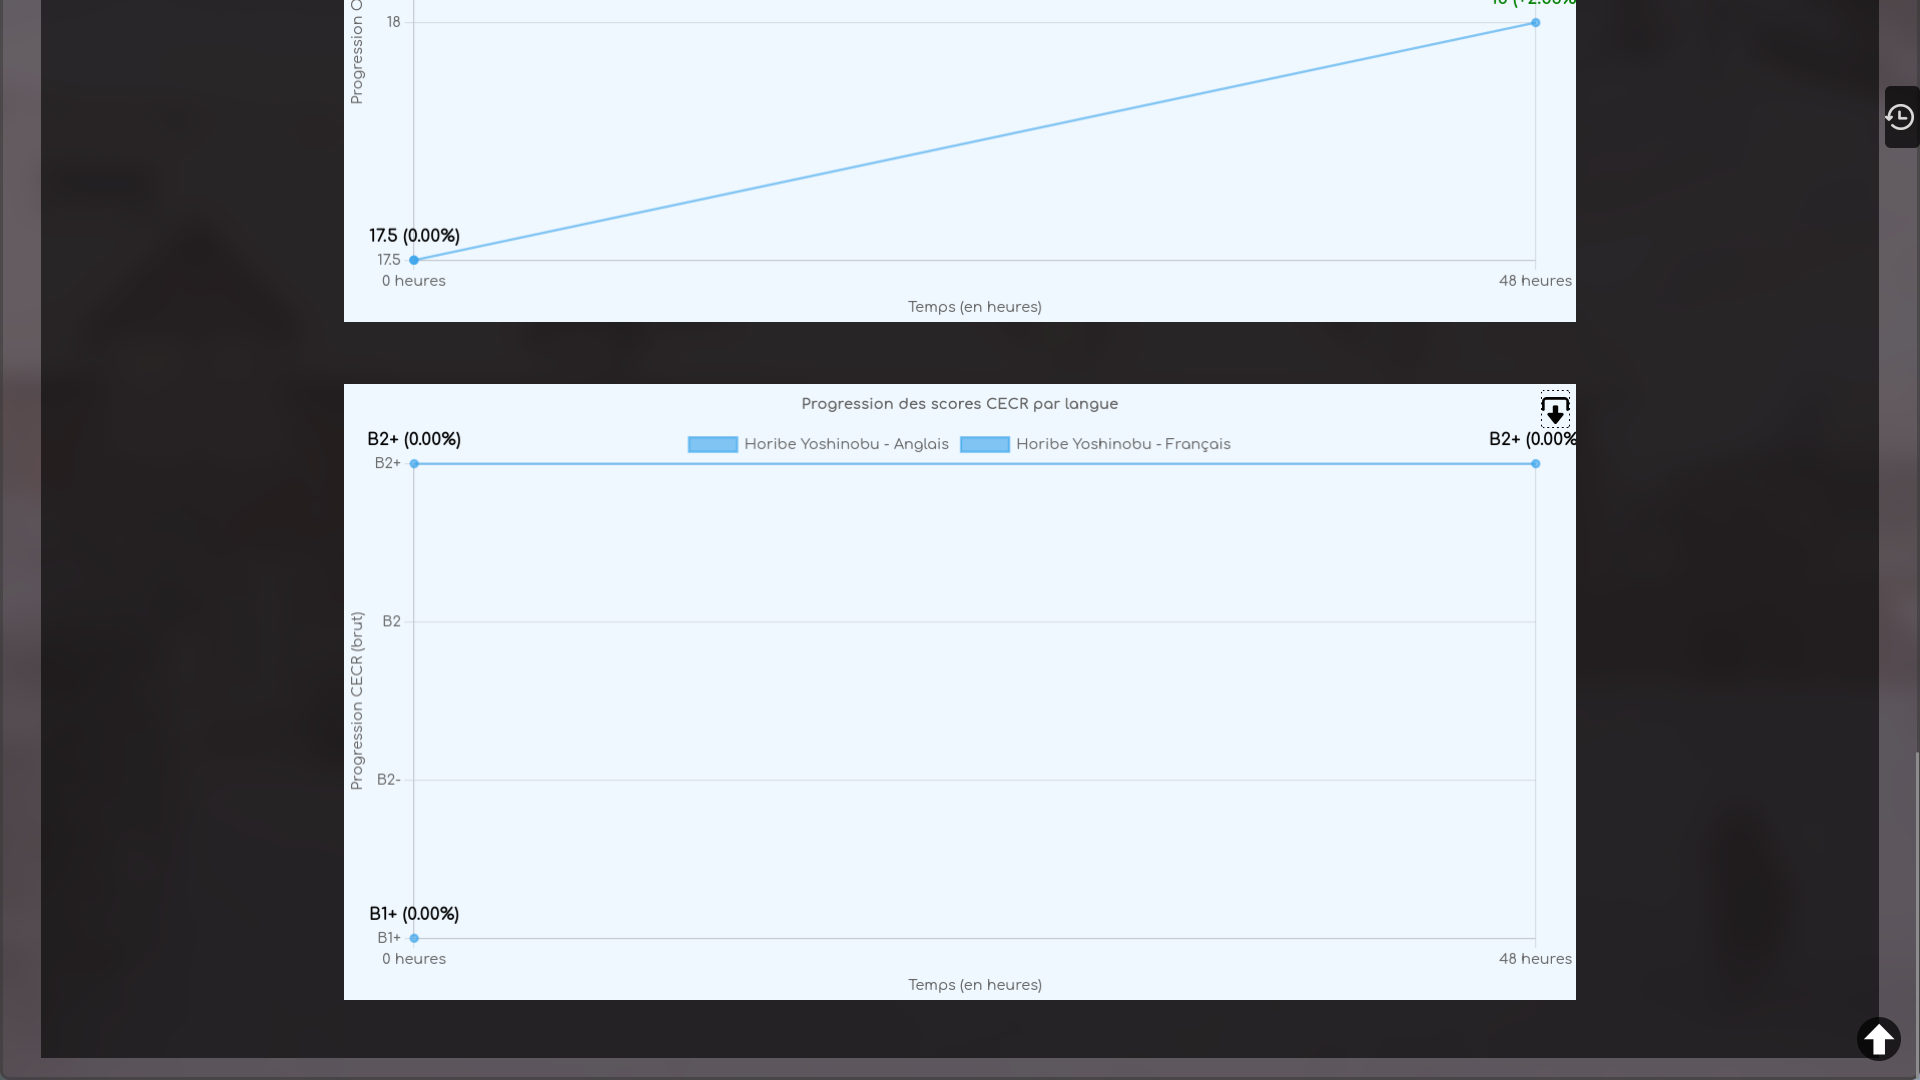 Progression
18
17.5 (0.00%)
17.5
0 heures
48 heures
Temps (en heures)
Progression des scores CECR par langue
B2+ (0.00%)
Horibe Yoshinobu - Anglais
Horibe Yoshinobu - Français
B2+ (0.00%
B2+
B2
Progression CECR (brut)
B2-
B1+ (0.00%)
B1+
0 heures
48 heures
Temps (en heures)